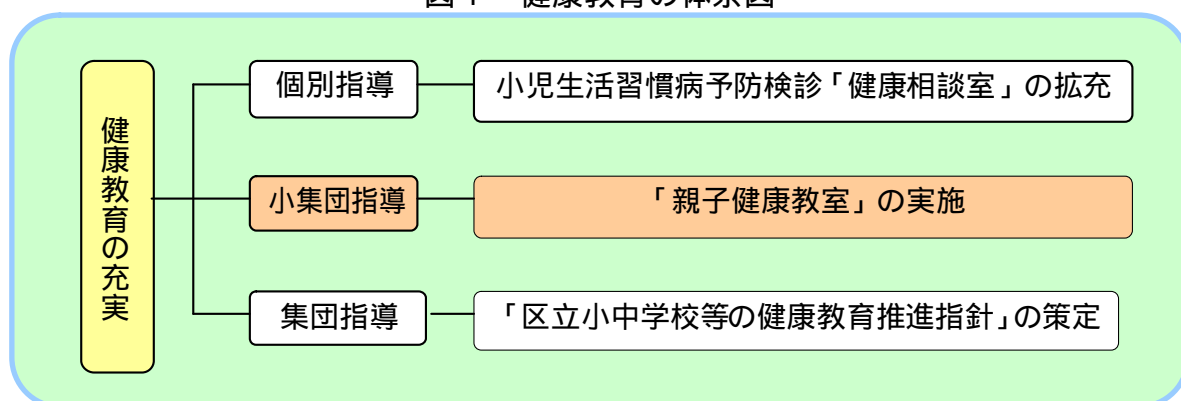 健康教育の充実
個別指導
小児生活習慣病予防検診「健康相談室」の拡充
小集団指導
「親子健康教室」の実施
集団指導
「区立小中学校等の健康教育推進指針」の策定